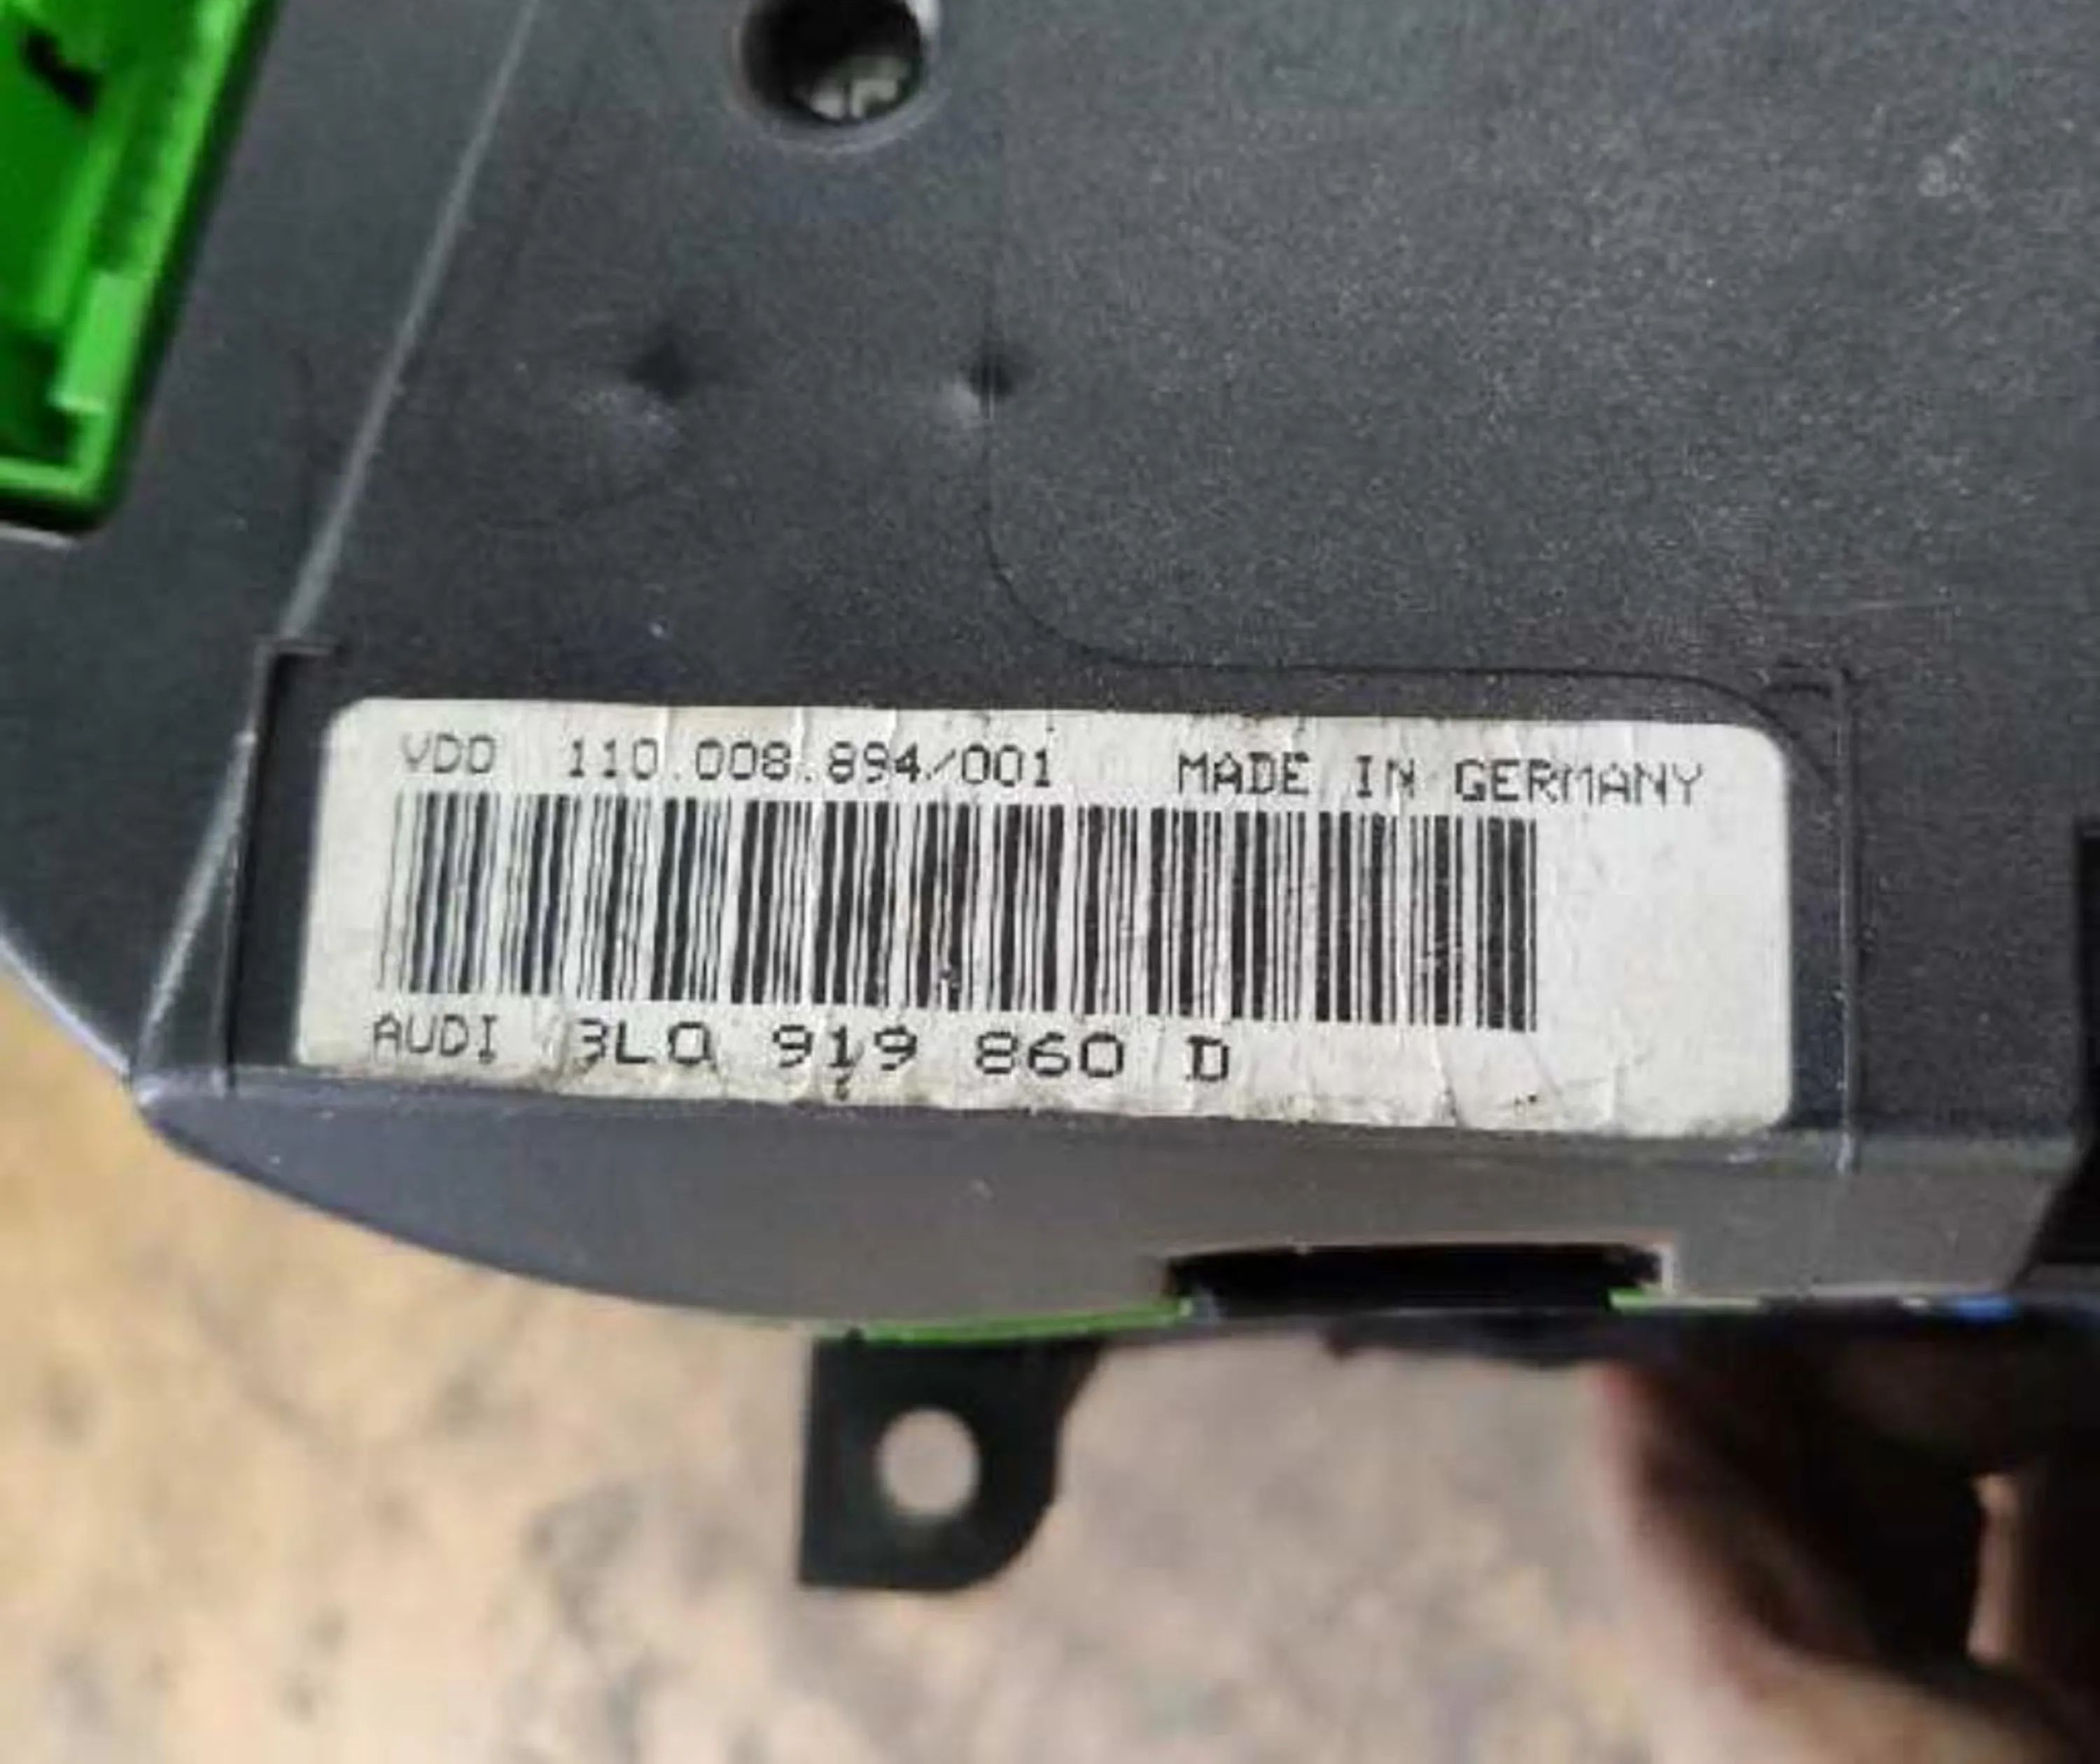 VDO 110.008.894/001 MADE IN GERMANY
AUDI 8L0 919 860 D